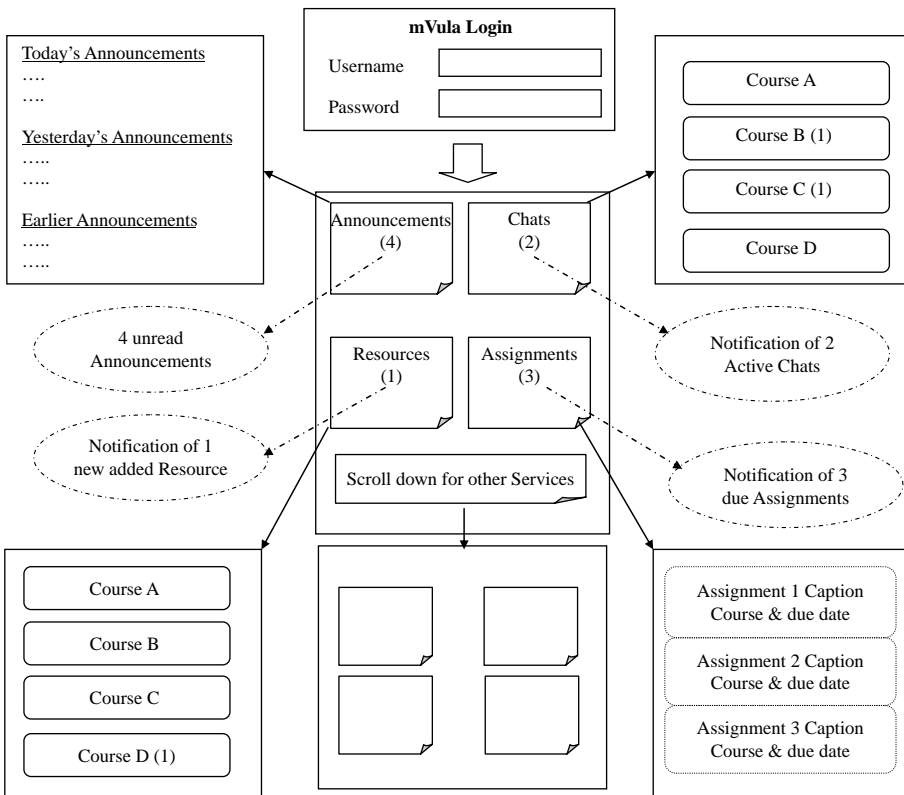 mVula Login
Username
Password
Today's Announcements
….
….
Yesterday's Announcements
…..
…..
Earlier Announcements
…..
…..
Course A
Course B (1)
Course C (1)
Course D
Announcements
(4)
Chats
(2)
4 unread
Announcements
Notification of 2
Active Chats
Resources
(1)
Assignments
(3)
Notification of 1
new added Resource
Notification of 3
due Assignments
Scroll down for other Services
Course A
Course B
Course C
Course D (1)
Assignment 1 Caption
Course & due date
Assignment 2 Caption
Course & due date
Assignment 3 Caption
Course & due date